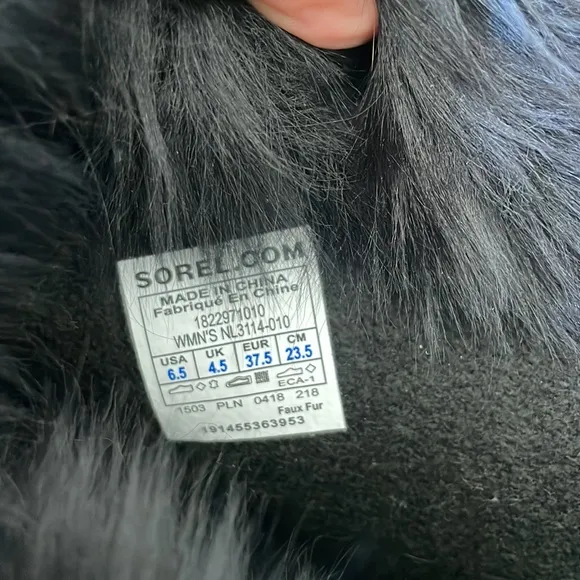 SOREL.COM
MADE IN CHINA
Fabriqué En Chine
1822971010
WMN'S NL3114-010
USA UK EUR CM
6.5 4.5 37.5 23.5
ECA-1
1503 PLN 0418 218
Faux Fur
191455363953